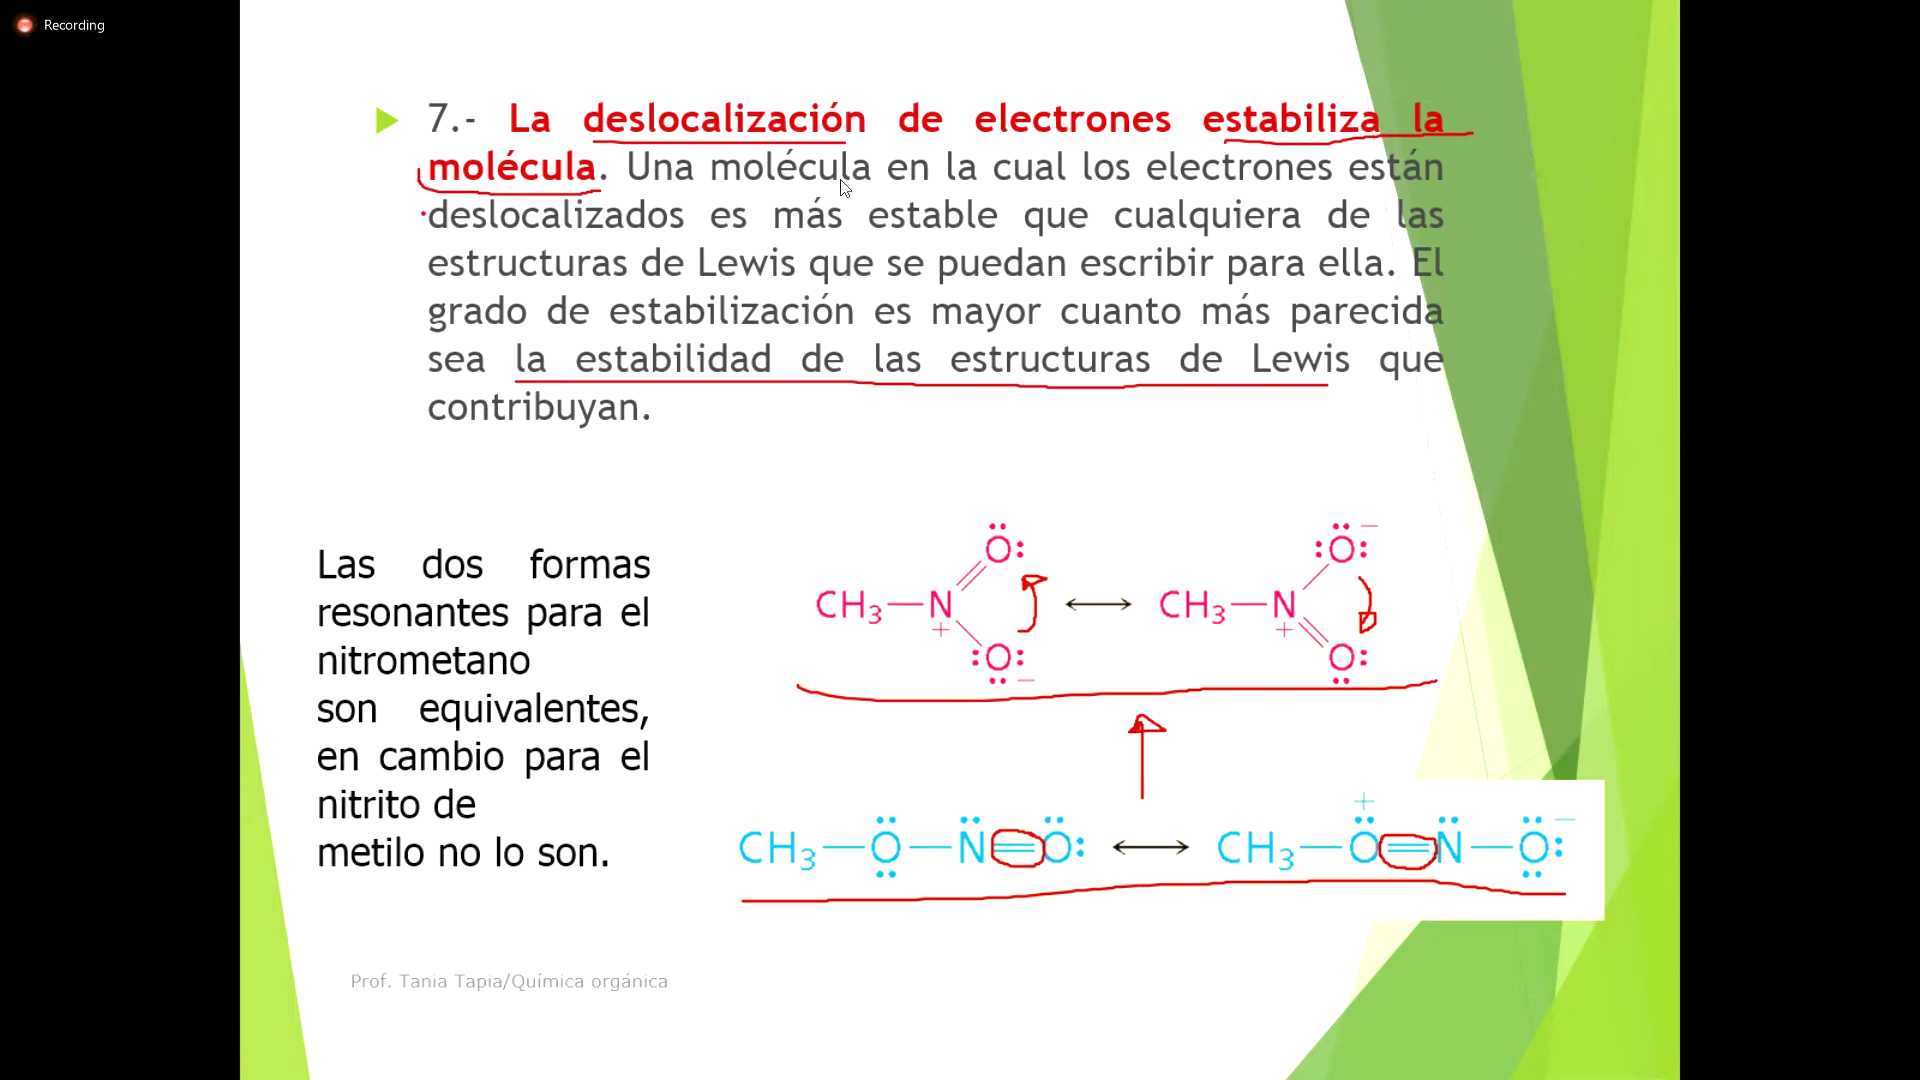 Recording
7.- La deslocalización de electrones estabiliza la
molécula. Una molécula en la cual los electrones están
deslocalizados es más estable que cualquiera de las
estructuras de Lewis que se puedan escribir para ella. El
grado de estabilización es mayor cuanto más parecida
sea la estabilidad de las estructuras de Lewis que
contribuyan.
Las dos formas
resonantes para el
nitrometano
son equivalentes,
en cambio para el
nitrito de
metilo no lo son.
O: :O: −
CH₃—N ⟷ CH₃—N
+ +
:O: − O:
+
CH₃—O—N=O: ⟷ CH₃—O=N—O: −
Prof. Tania Tapia/Química orgánica